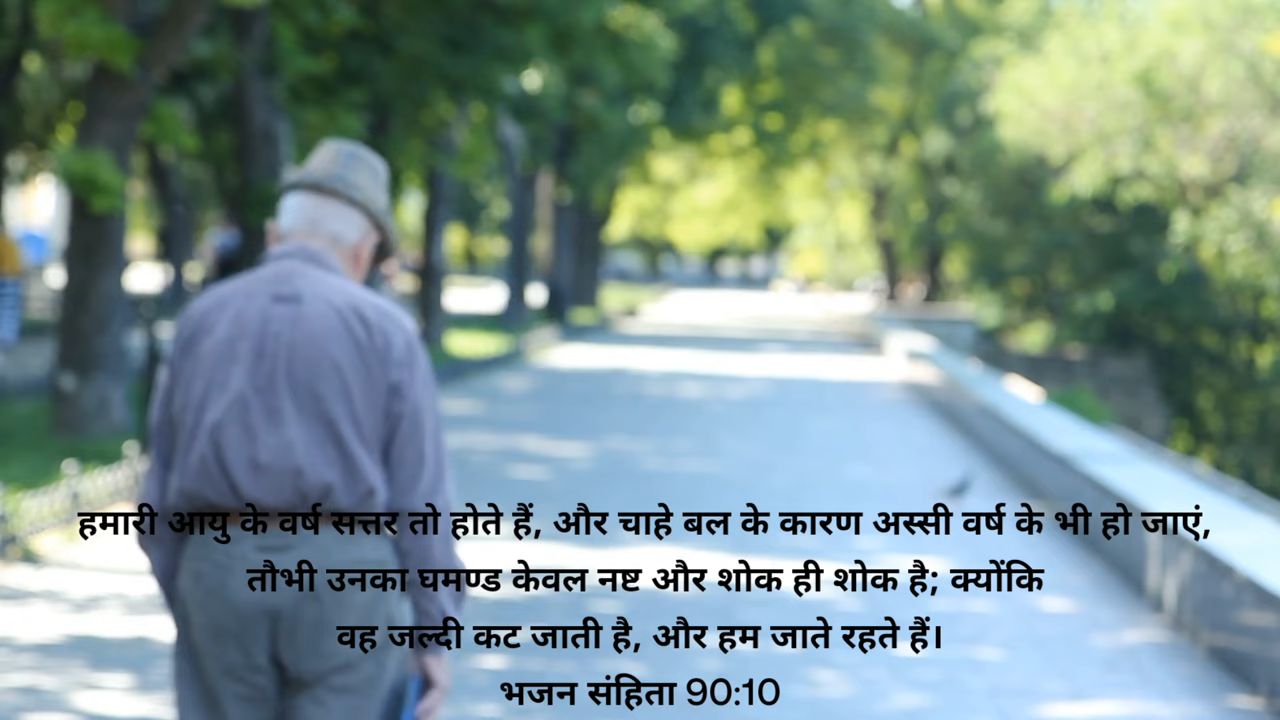 हमारी आयु के वर्ष सत्तर तो होते हैं, और चाहे बल के कारण अस्सी वर्ष के भी हो जाएं,
तौभी उनका घमण्ड केवल नष्ट और शोक ही शोक है; क्योंकि
वह जल्दी कट जाती है, और हम जाते रहते हैं।
भजन संहिता 90:10